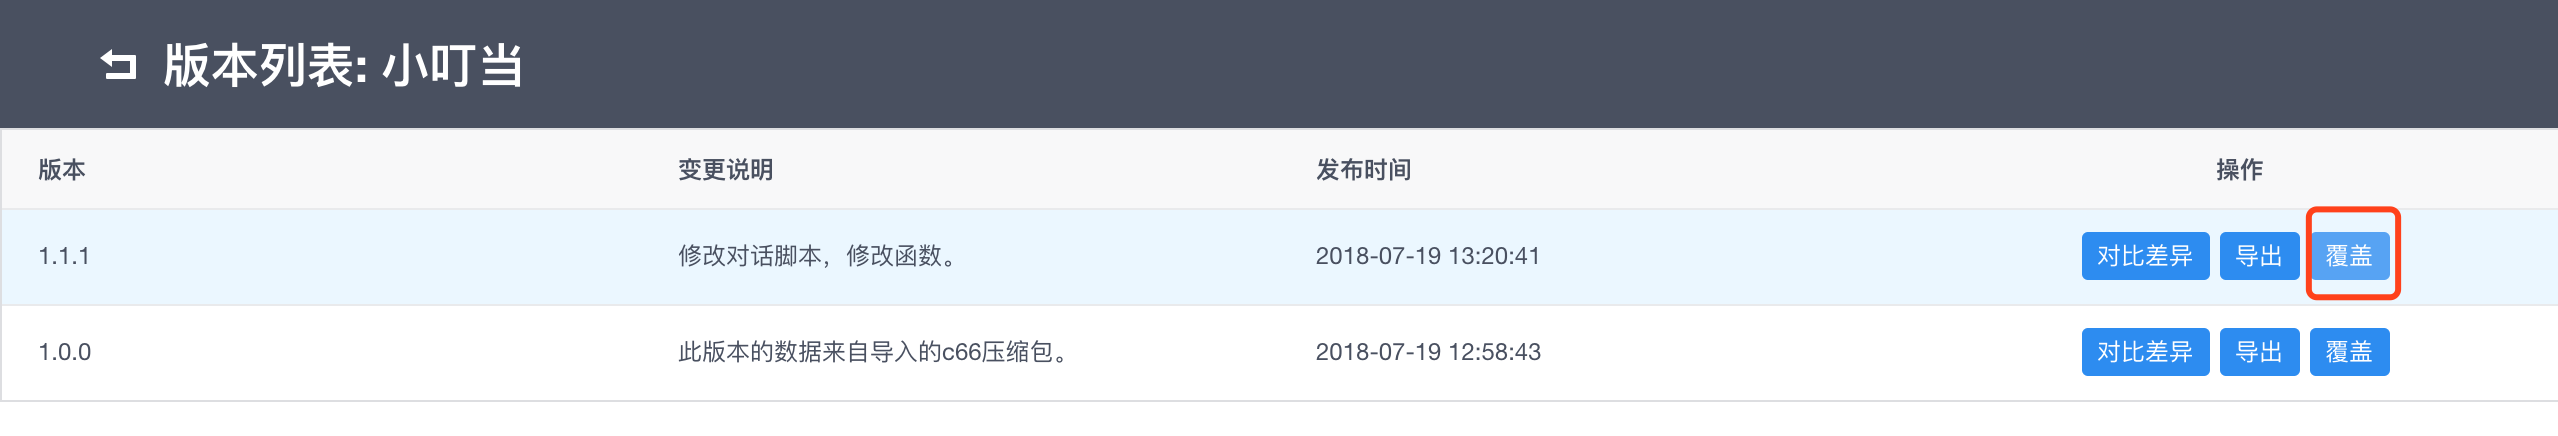 版本列表: 小叮当
版本 变更说明 发布时间 操作
1.1.1 修改对话脚本，修改函数。 2018-07-19 13:20:41 对比差异 导出 覆盖
1.0.0 此版本的数据来自导入的c66压缩包。 2018-07-19 12:58:43 对比差异 导出 覆盖